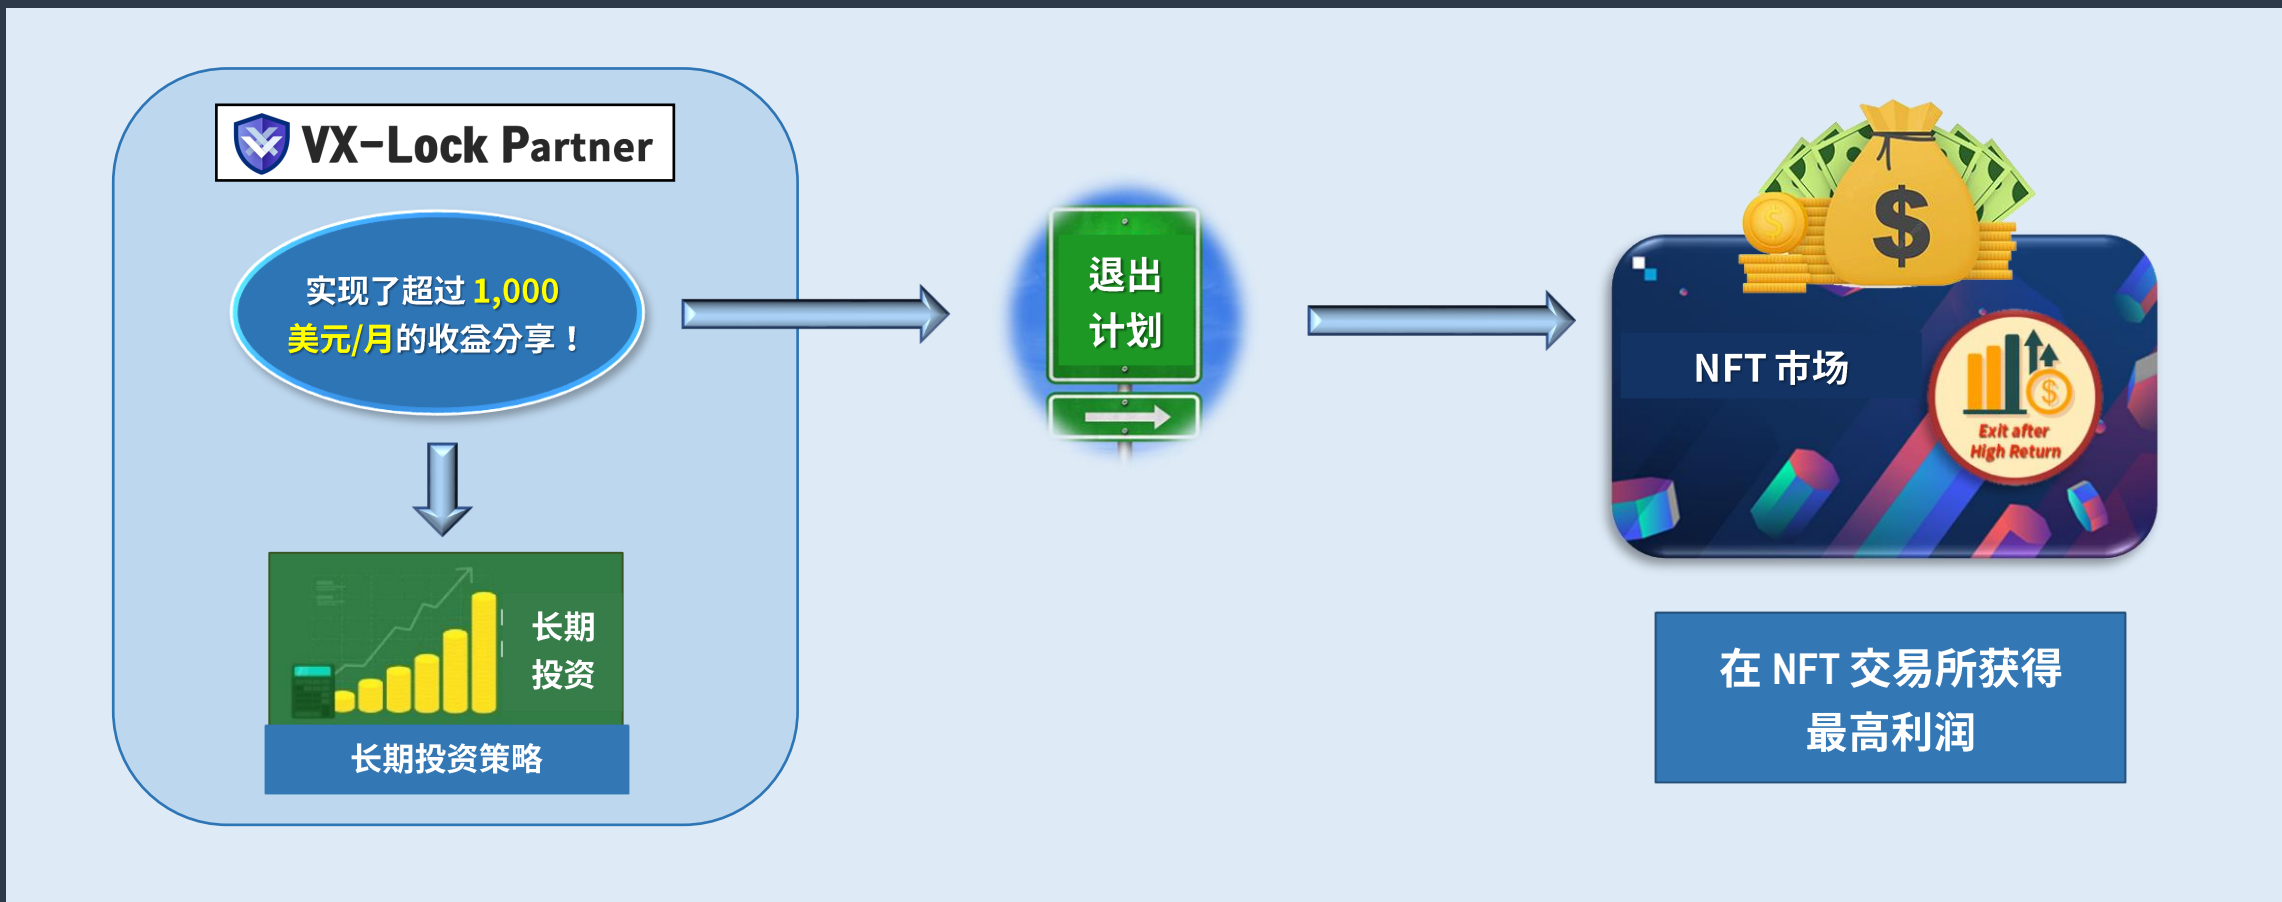 VX-Lock Partner
实现了超过 1,000
美元/月的收益分享！
长期
投资
长期投资策略
退出
计划
NFT 市场
Exit after
High Return
在 NFT 交易所获得
最高利润